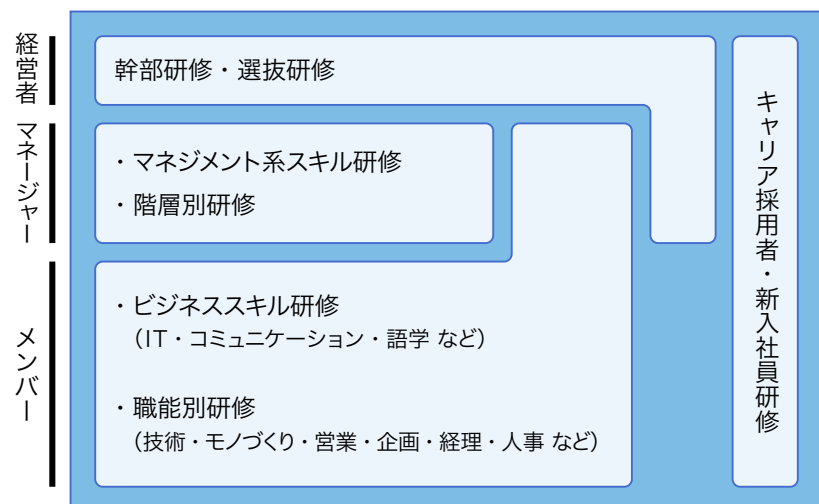 経営者
幹部研修・選抜研修
マネージャー
・マネジメント系スキル研修
・階層別研修
メンバー
・ビジネススキル研修
（IT・コミュニケーション・語学 など）
・職能別研修
（技術・モノづくり・営業・企画・経理・人事 など）
キャリア採用者・新入社員研修